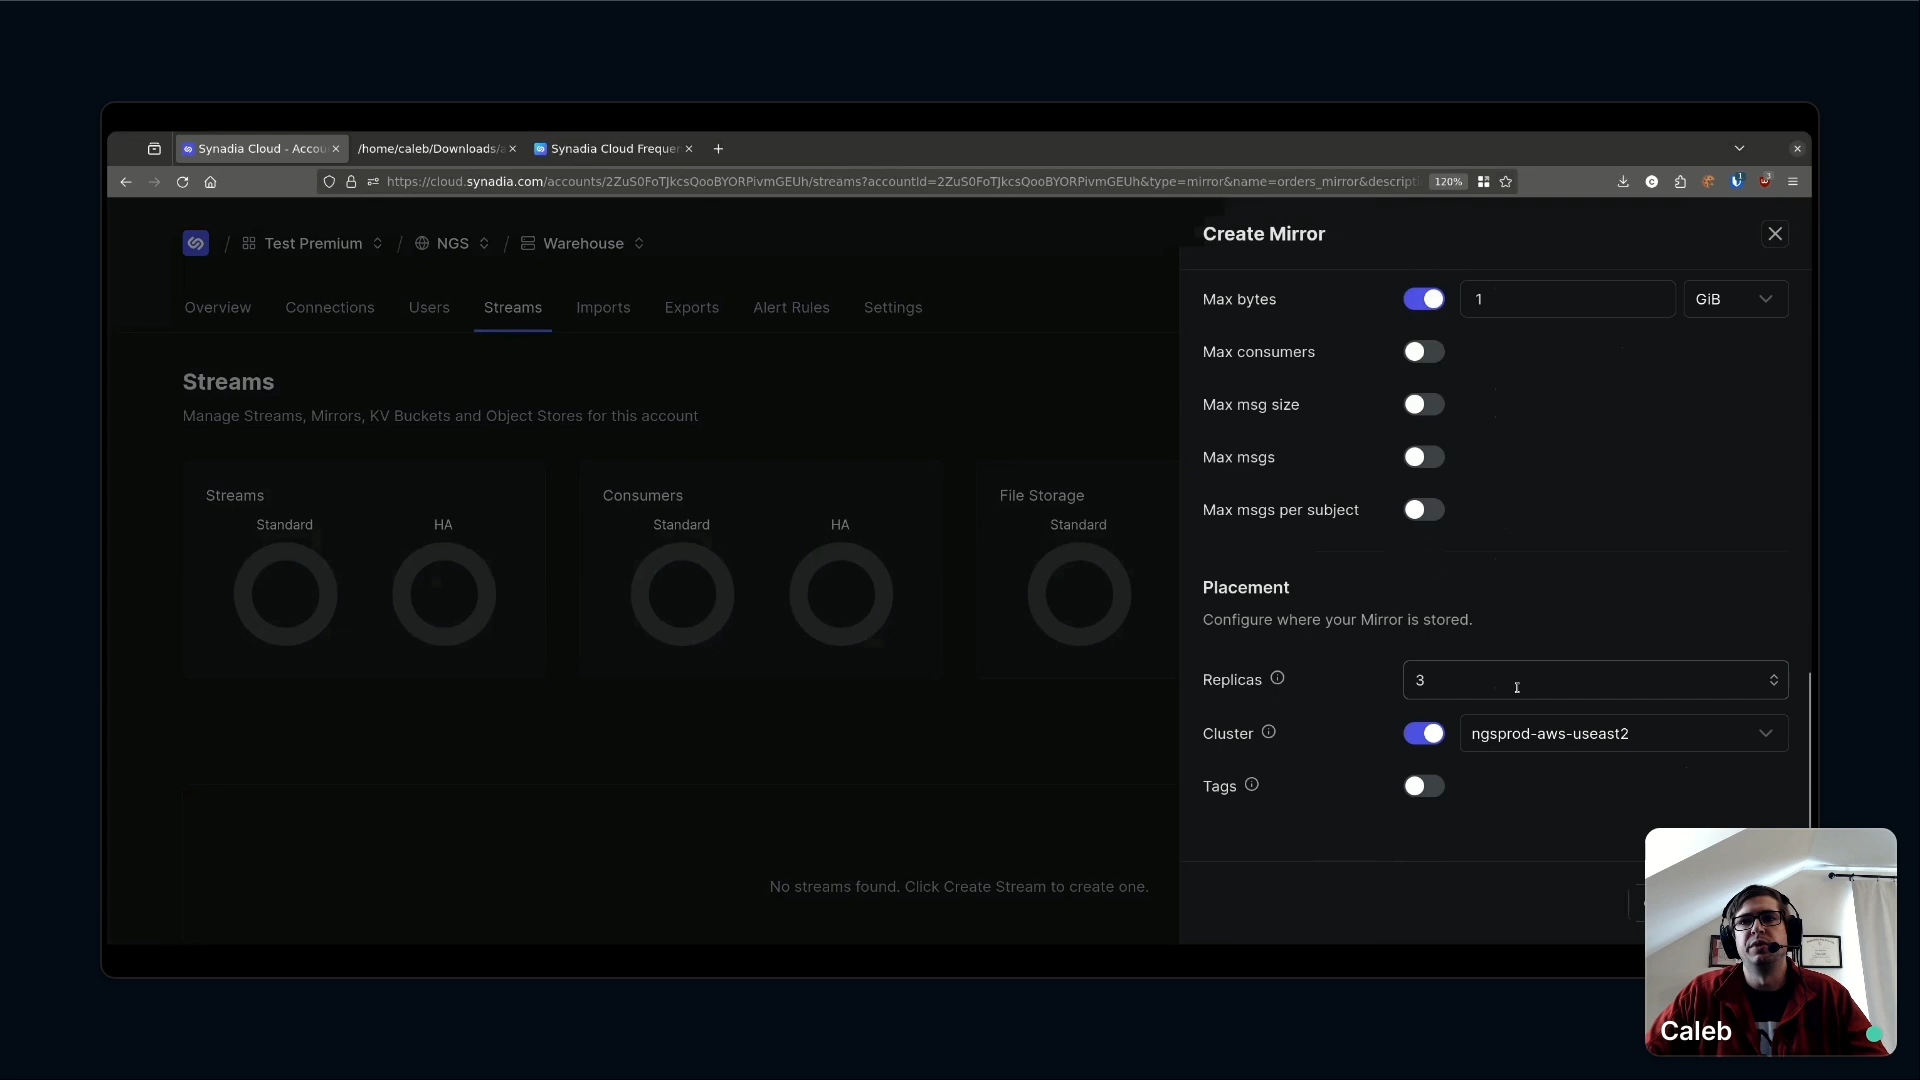 Synadia Cloud - Accou
/home/caleb/Downloads/a
Synadia Cloud Frequen
https://cloud.synadia.com/accounts/2ZuS0FoTJkcsQooBYORPivmGEUh/streams?accountId=2ZuS0FoTJkcsQooBYORPivmGEUh&type=mirror&name=orders_mirror&descripti
120%
/ Test Premium / NGS / Warehouse
Overview Connections Users Streams Imports Exports Alert Rules Settings
Streams
Manage Streams, Mirrors, KV Buckets and Object Stores for this account
Streams
Standard HA
Consumers
Standard HA
File Storage
Standard
No streams found. Click Create Stream to create one.
Create Mirror
Max bytes 1 GiB
Max consumers
Max msg size
Max msgs
Max msgs per subject
Placement
Configure where your Mirror is stored.
Replicas 3
Cluster ngsprod-aws-useast2
Tags
Caleb